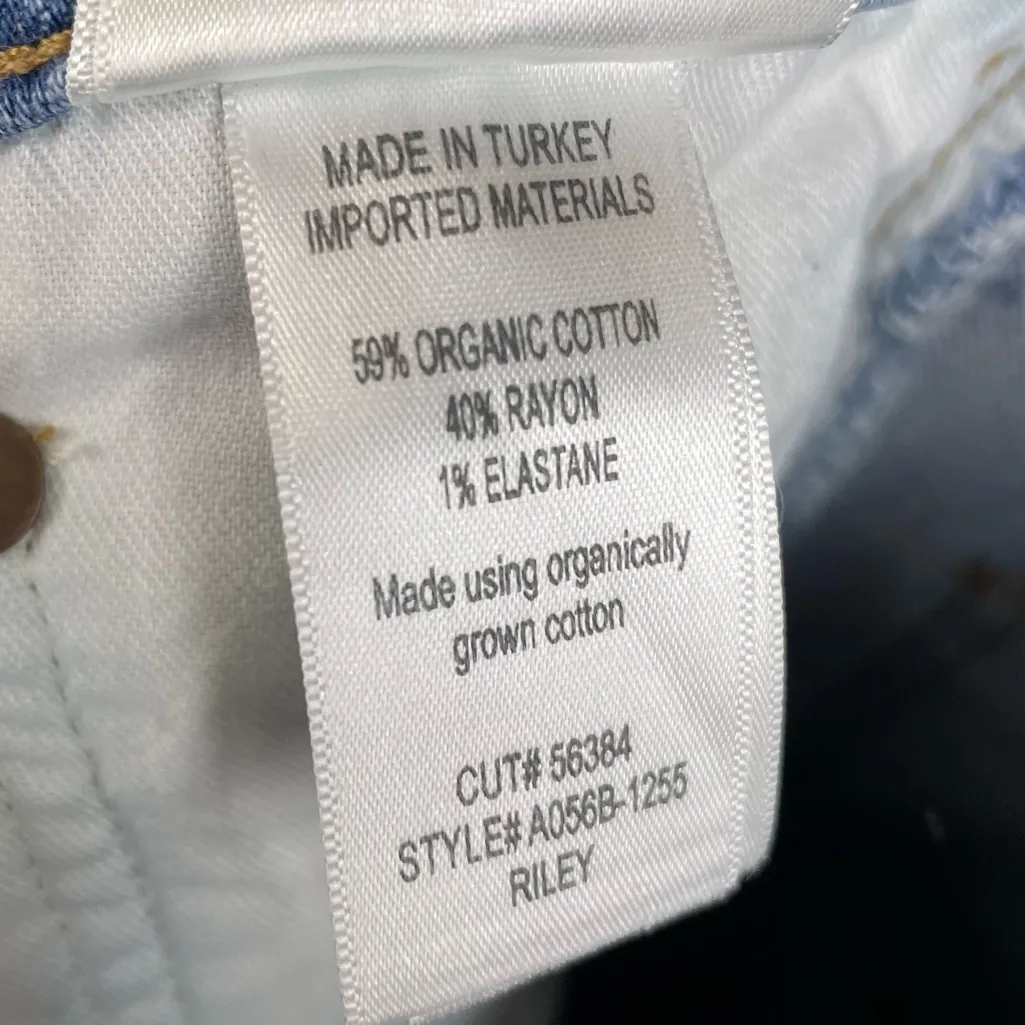 MADE IN TURKEY
IMPORTED MATERIALS
59% ORGANIC COTTON
40% RAYON
1% ELASTANE
Made using organically
grown cotton
CUT# 56384
STYLE# A056B-1255
RILEY